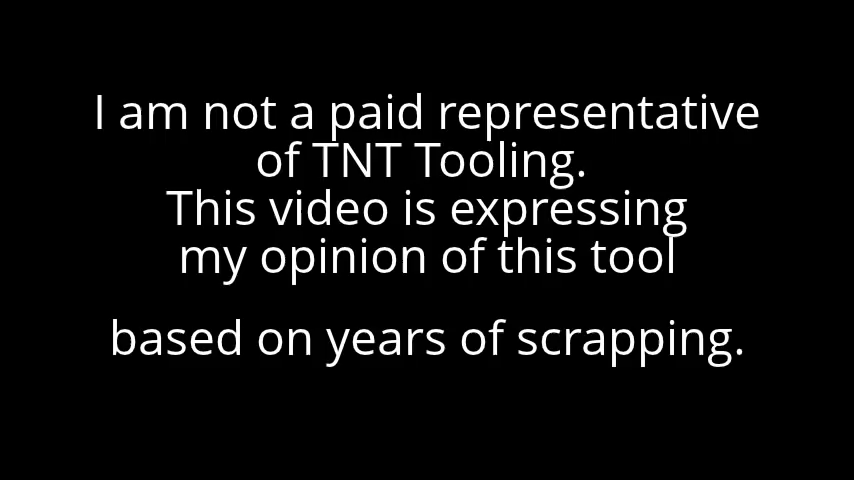 I am not a paid representative
of TNT Tooling.
This video is expressing
my opinion of this tool
based on years of scrapping.